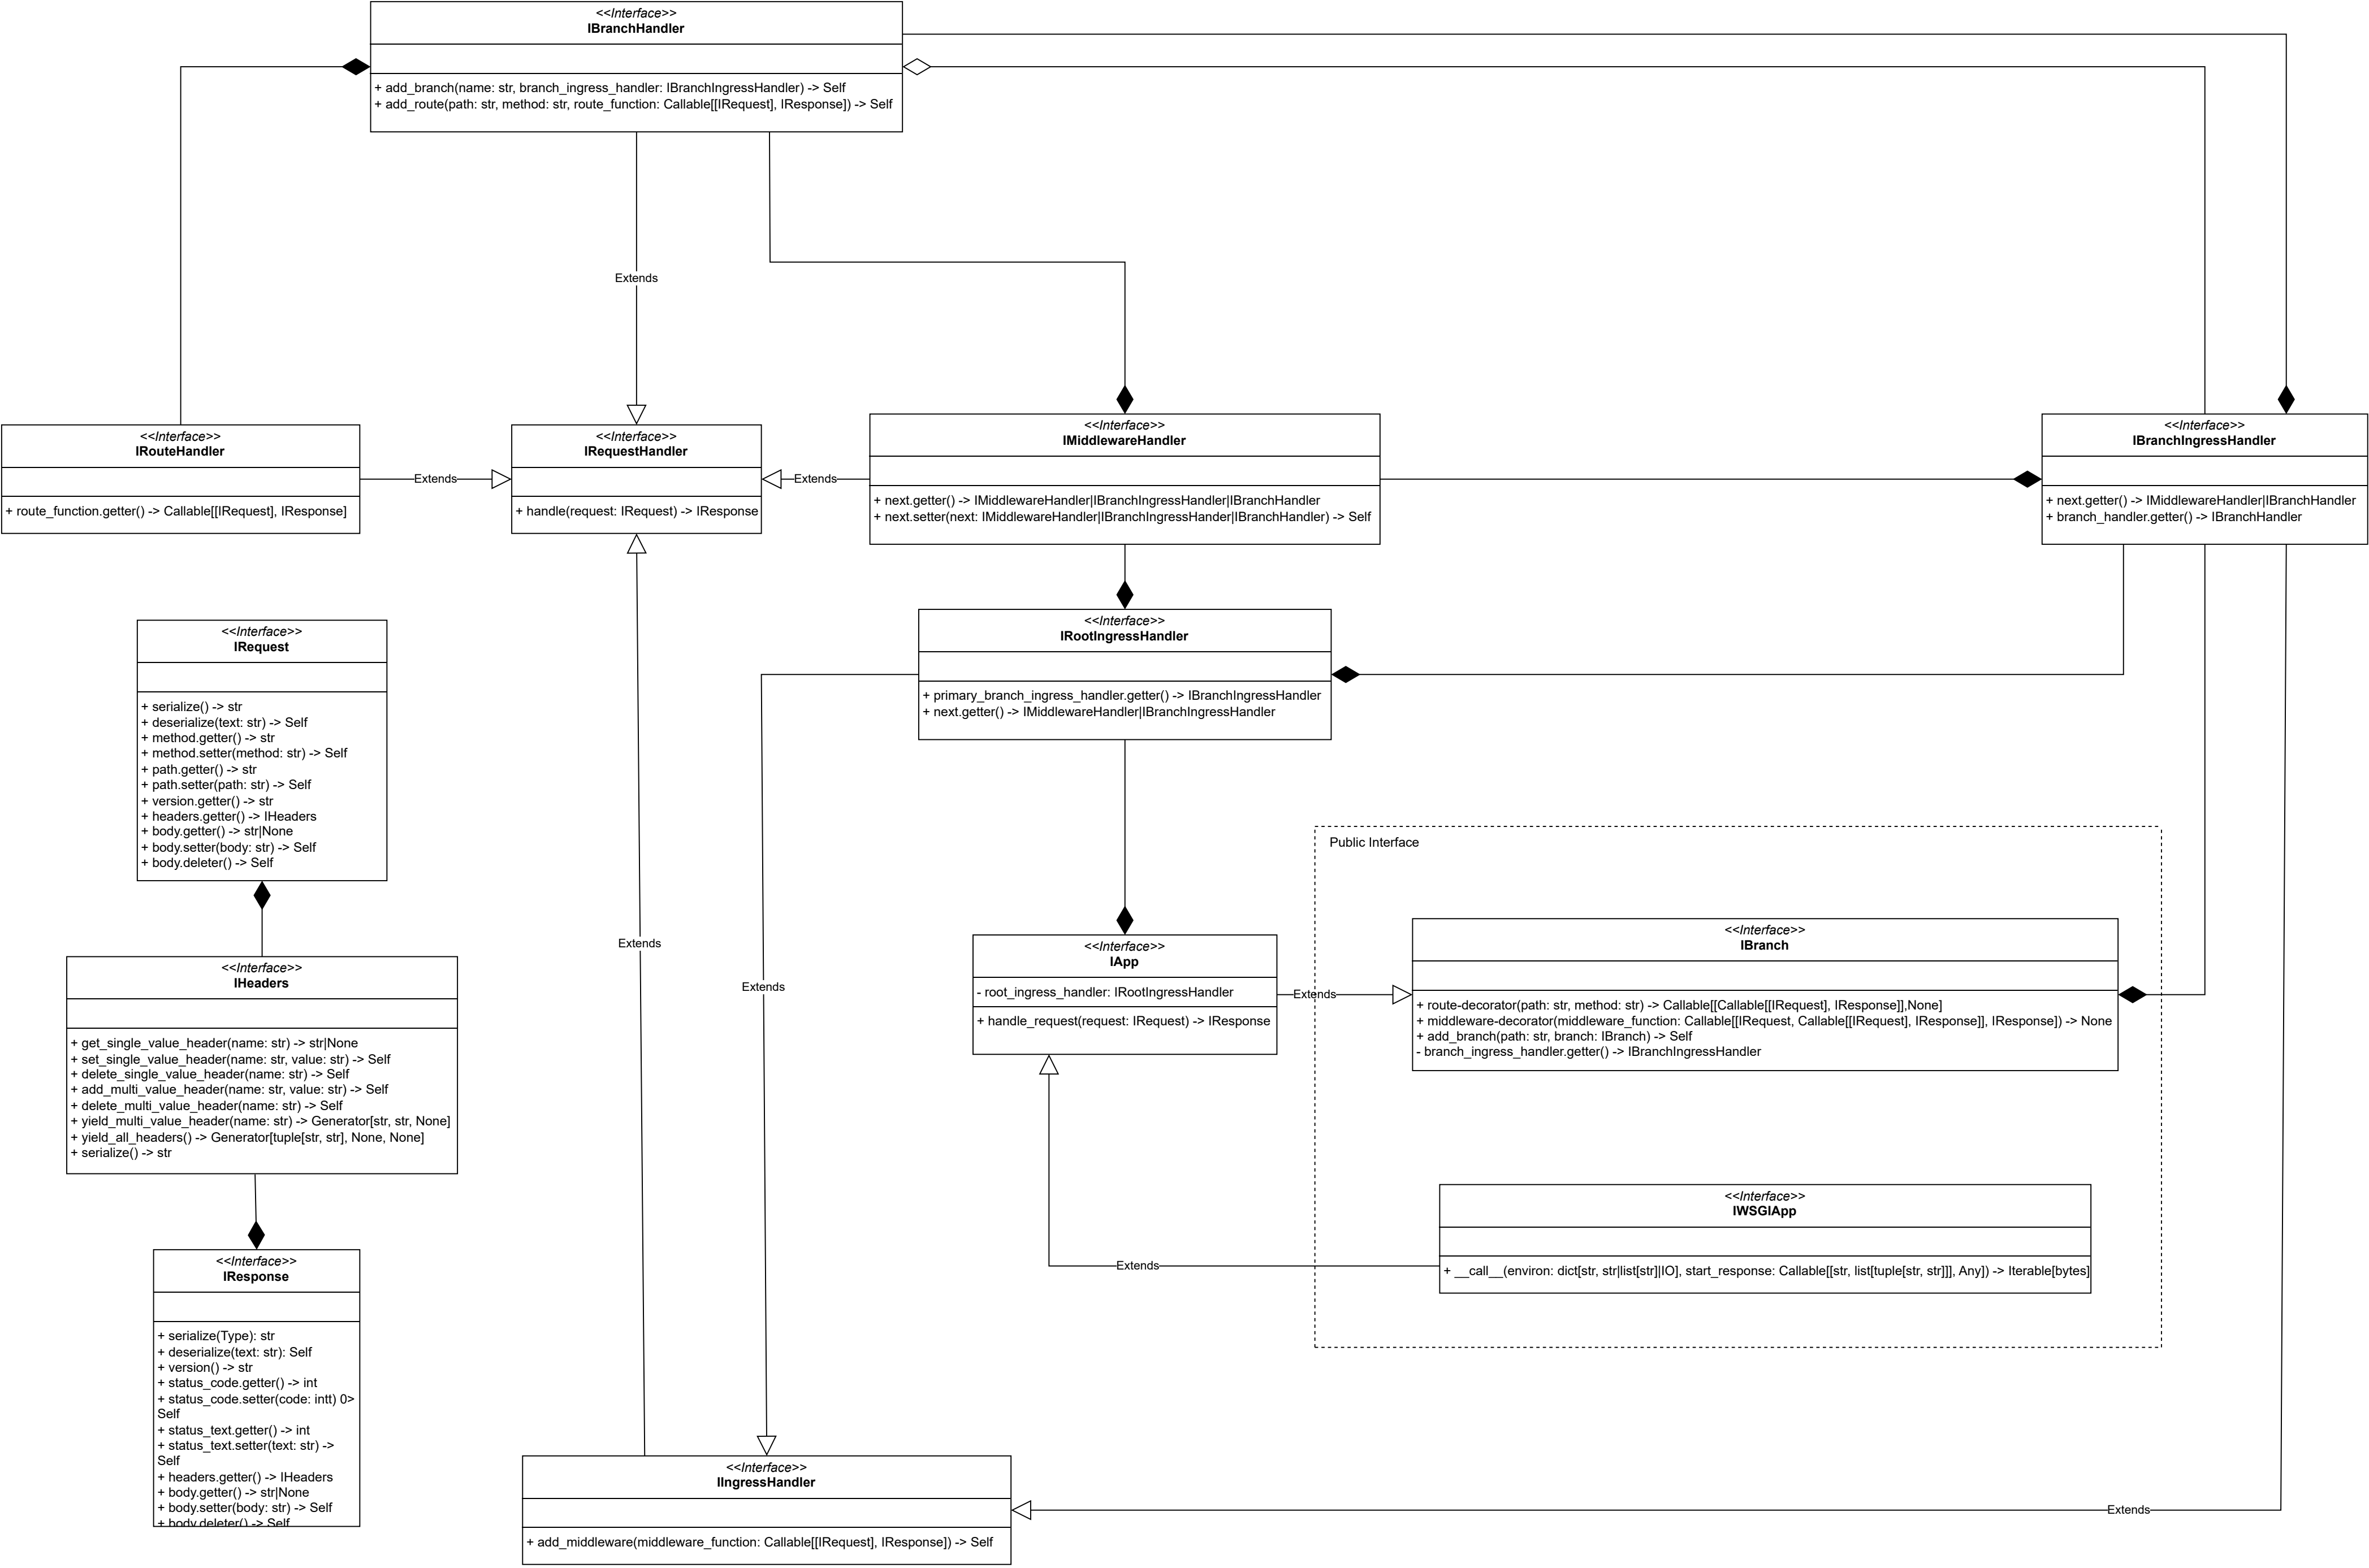 <<Interface>>
IBranchHandler
+ add_branch(name: str, branch_ingress_handler: IBranchIngressHandler) -> Self
+ add_route(path: str, method: str, route_function: Callable[[IRequest], IResponse]) -> Self
Extends
<<Interface>>
IRouteHandler
+ route_function.getter() -> Callable[[IRequest], IResponse]
Extends
<<Interface>>
IRequestHandler
+ handle(request: IRequest) -> IResponse
Extends
<<Interface>>
IMiddlewareHandler
+ next.getter() -> IMiddlewareHandler|IBranchIngressHandler|IBranchHandler
+ next.setter(next: IMiddlewareHandler|IBranchIngressHander|IBranchHandler) -> Self
<<Interface>>
IBranchIngressHandler
+ next.getter() -> IMiddlewareHandler|IBranchHandler
+ branch_handler.getter() -> IBranchHandler
<<Interface>>
IRootIngressHandler
+ primary_branch_ingress_handler.getter() -> IBranchIngressHandler
+ next.getter() -> IMiddlewareHandler|IBranchIngressHandler
<<Interface>>
IRequest
+ serialize() -> str
+ deserialize(text: str) -> Self
+ method.getter() -> str
+ method.setter(method: str) -> Self
+ path.getter() -> str
+ path.setter(path: str) -> Self
+ version.getter() -> str
+ headers.getter() -> IHeaders
+ body.getter() -> str|None
+ body.setter(body: str) -> Self
+ body.deleter() -> Self
<<Interface>>
IHeaders
+ get_single_value_header(name: str) -> str|None
+ set_single_value_header(name: str, value: str) -> Self
+ delete_single_value_header(name: str) -> Self
+ add_multi_value_header(name: str, value: str) -> Self
+ delete_multi_value_header(name: str) -> Self
+ yield_multi_value_header(name: str) -> Generator[str, str, None]
+ yield_all_headers() -> Generator[tuple[str, str], None, None]
+ serialize() -> str
<<Interface>>
IResponse
+ serialize(Type): str
+ deserialize(text: str): Self
+ version() -> str
+ status_code.getter() -> int
+ status_code.setter(code: intt) 0>
Self
+ status_text.getter() -> int
+ status_text.setter(text: str) ->
Self
+ headers.getter() -> IHeaders
+ body.getter() -> str|None
+ body.setter(body: str) -> Self
+ body.deleter() -> Self
Extends
Extends
Public Interface
<<Interface>>
IApp
- root_ingress_handler: IRootIngressHandler
+ handle_request(request: IRequest) -> IResponse
Extends
<<Interface>>
IBranch
+ route-decorator(path: str, method: str) -> Callable[[Callable[[IRequest], IResponse]],None]
+ middleware-decorator(middleware_function: Callable[[IRequest, Callable[[IRequest], IResponse]], IResponse]) -> None
+ add_branch(path: str, branch: IBranch) -> Self
- branch_ingress_handler.getter() -> IBranchIngressHandler
<<Interface>>
IWSGIApp
+ __call__(environ: dict[str, str|list[str]|IO], start_response: Callable[[str, list[tuple[str, str]]], Any]) -> Iterable[bytes]
Extends
<<Interface>>
IIngressHandler
+ add_middleware(middleware_function: Callable[[IRequest], IResponse]) -> Self
Extends